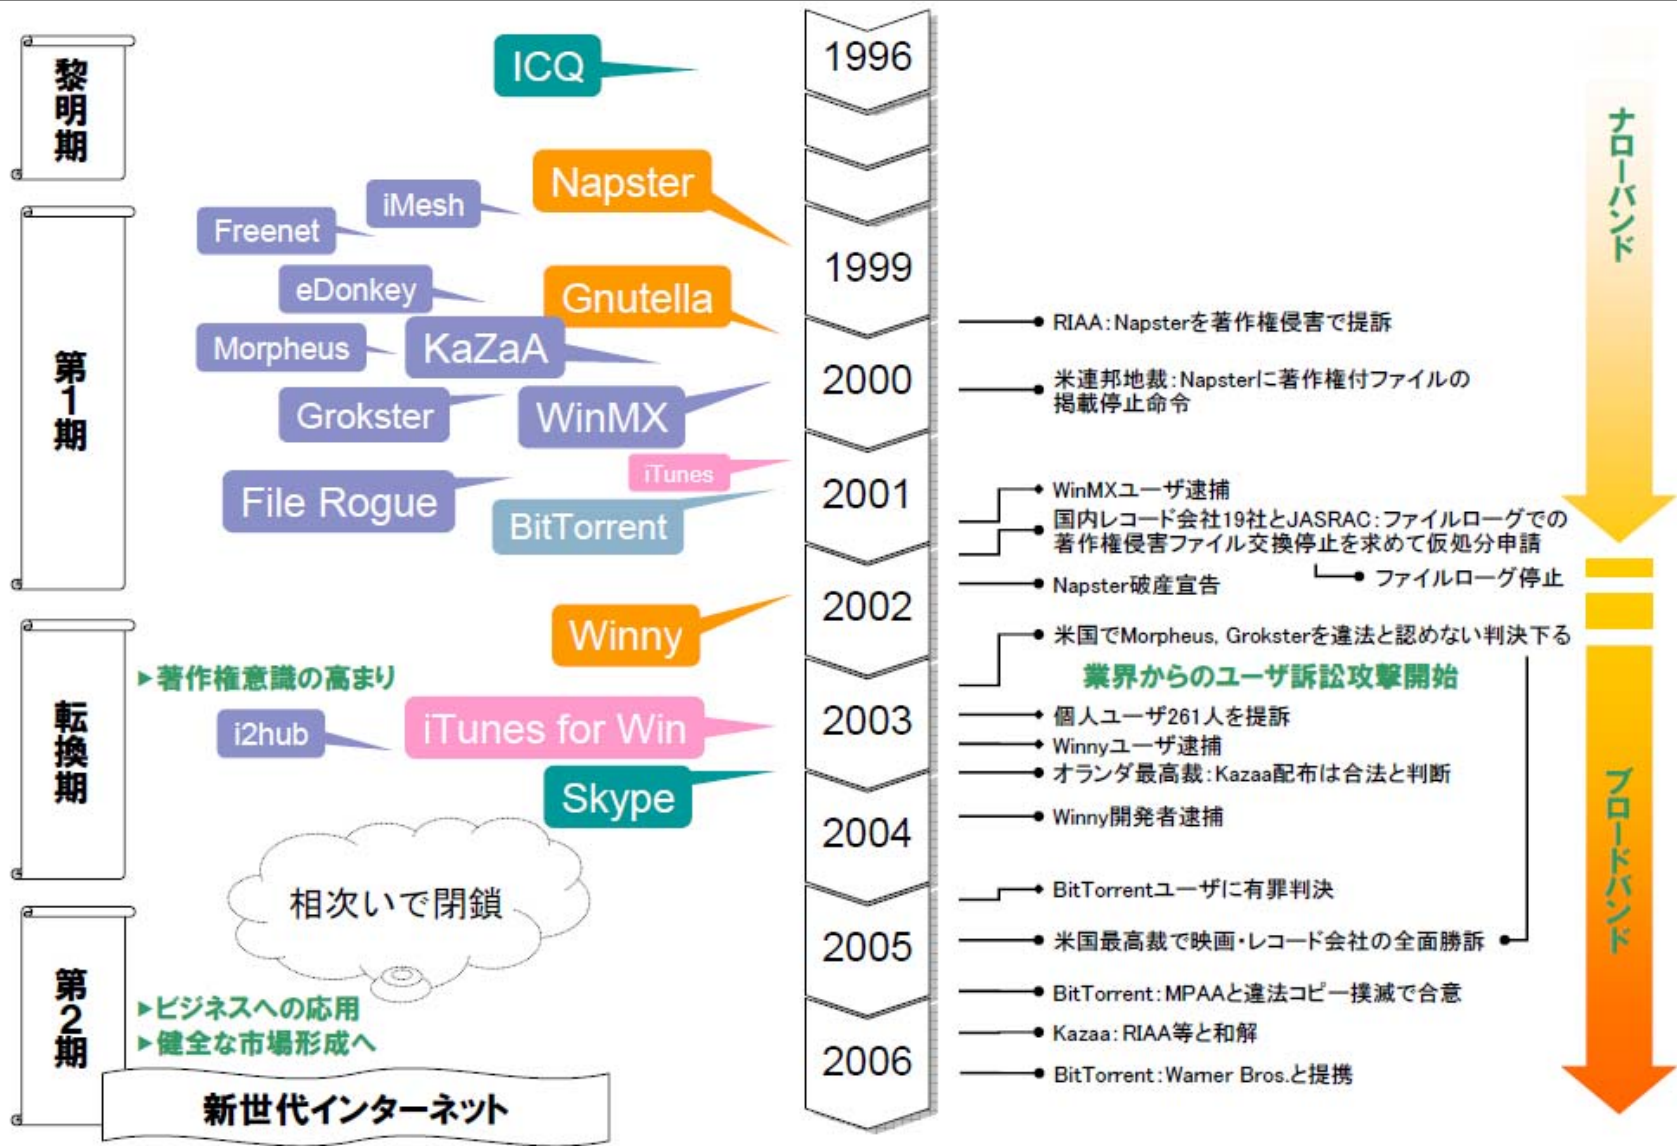 黎明期
第1期
転換期
第2期
ICQ
Napster
iMesh
Freenet
eDonkey
Gnutella
Morpheus
KaZaA
Grokster
WinMX
iTunes
File Rogue
BitTorrent
Winny
▶著作権意識の高まり
i2hub
iTunes for Win
Skype
相次いで閉鎖
▶ビジネスへの応用
▶健全な市場形成へ
新世代インターネット
1996
1999
2000
2001
2002
2003
2004
2005
2006
RIAA:Napsterを著作権侵害で提訴
米連邦地裁:Napsterに著作権付ファイルの
掲載停止命令
WinMXユーザ逮捕
国内レコード会社19社とJASRAC:ファイルローグでの
著作権侵害ファイル交換停止を求めて仮処分申請
ファイルローグ停止
Napster破産宣告
米国でMorpheus, Groksterを違法と認めない判決下る
業界からのユーザ訴訟攻撃開始
個人ユーザ261人を提訴
Winnyユーザ逮捕
オランダ最高裁:Kazaa配布は合法と判断
Winny開発者逮捕
BitTorrentユーザに有罪判決
米国最高裁で映画・レコード会社の全面勝訴
BitTorrent:MPAAと違法コピー撲滅で合意
Kazaa:RIAA等と和解
BitTorrent:Warner Bros.と提携
ナローバンド
ブロードバンド